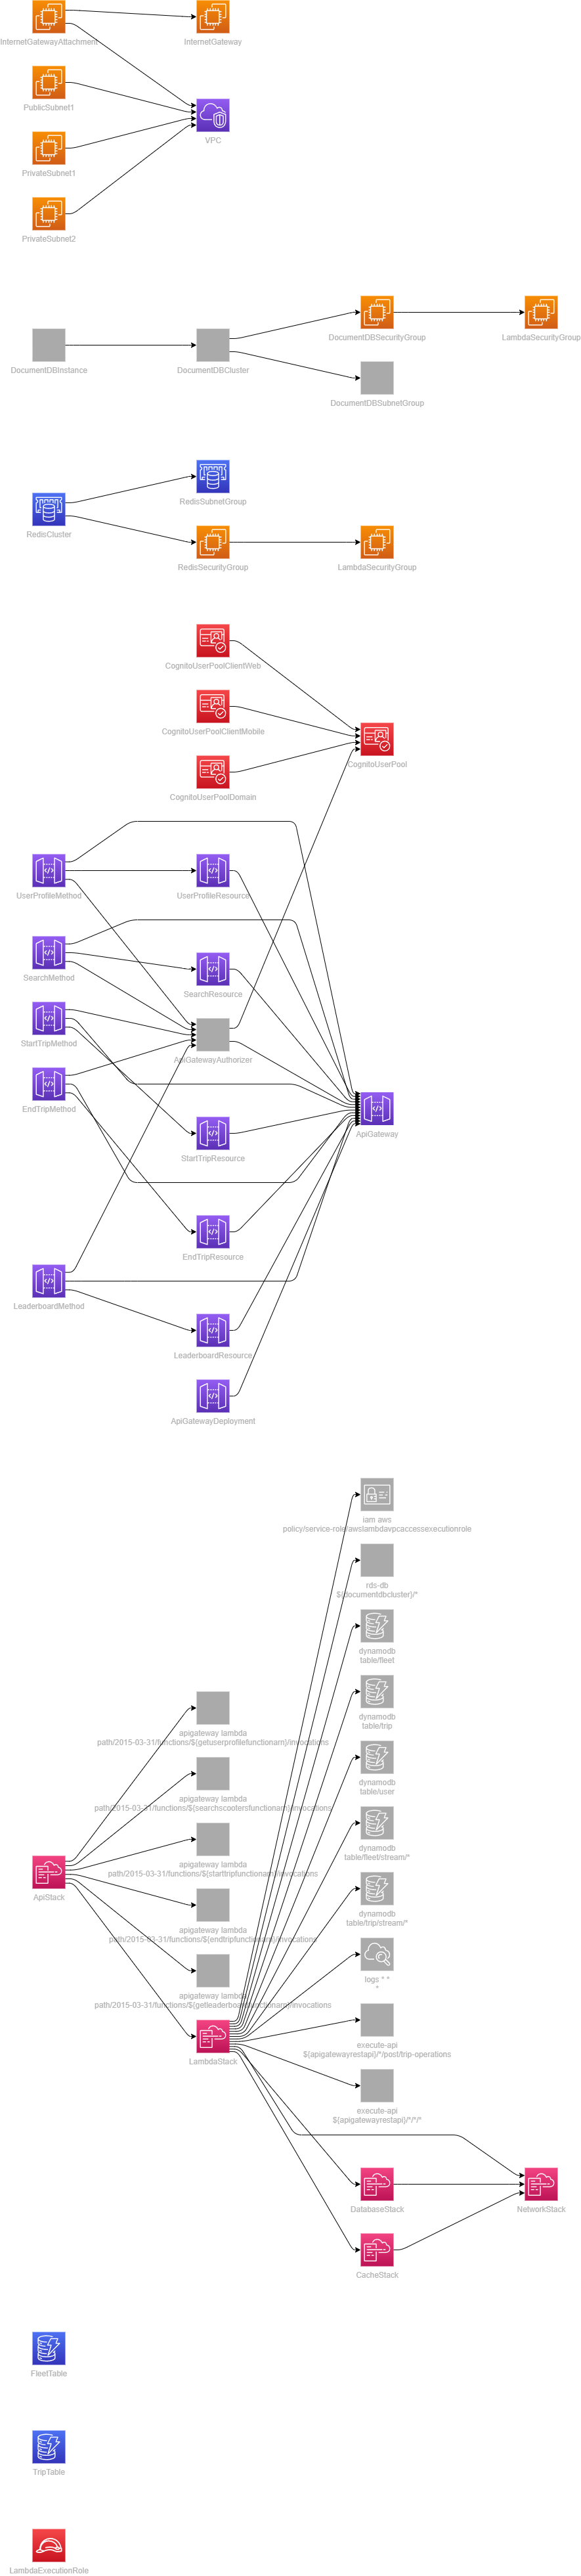 InternetGatewayAttachment
InternetGateway
PublicSubnet1
VPC
PrivateSubnet1
PrivateSubnet2
DocumentDBSecurityGroup
LambdaSecurityGroup
DocumentDBInstance
DocumentDBCluster
DocumentDBSubnetGroup
RedisSubnetGroup
RedisCluster
RedisSecurityGroup
LambdaSecurityGroup
CognitoUserPoolClientWeb
CognitoUserPoolClientMobile
CognitoUserPool
CognitoUserPoolDomain
UserProfileMethod
UserProfileResource
SearchMethod
SearchResource
StartTripMethod
ApiGatewayAuthorizer
EndTripMethod
ApiGateway
StartTripResource
EndTripResource
LeaderboardMethod
LeaderboardResource
ApiGatewayDeployment
iam aws
policy/service-role/awslambdavpcaccessexecutionrole
rds-db
${documentdbcluster}/*
dynamodb
table/fleet
dynamodb
table/trip
apigateway lambda
path/2015-03-31/functions/${getuserprofilefunctionarn}/invocations
dynamodb
table/user
apigateway lambda
path/2015-03-31/functions/${searchscootersfunctionarn}/invocations
dynamodb
table/fleet/stream/*
apigateway lambda
path/2015-03-31/functions/${starttripfunctionarn}/invocations
ApiStack
dynamodb
table/trip/stream/*
apigateway lambda
path/2015-03-31/functions/${endtripfunctionarn}/invocations
logs * *
*
apigateway lambda
path/2015-03-31/functions/${getleaderboardfunctionarn}/invocations
execute-api
${apigatewayrestapi}/*/post/trip-operations
LambdaStack
execute-api
${apigatewayrestapi}/*/*/*
DatabaseStack
NetworkStack
CacheStack
FleetTable
TripTable
LambdaExecutionRole